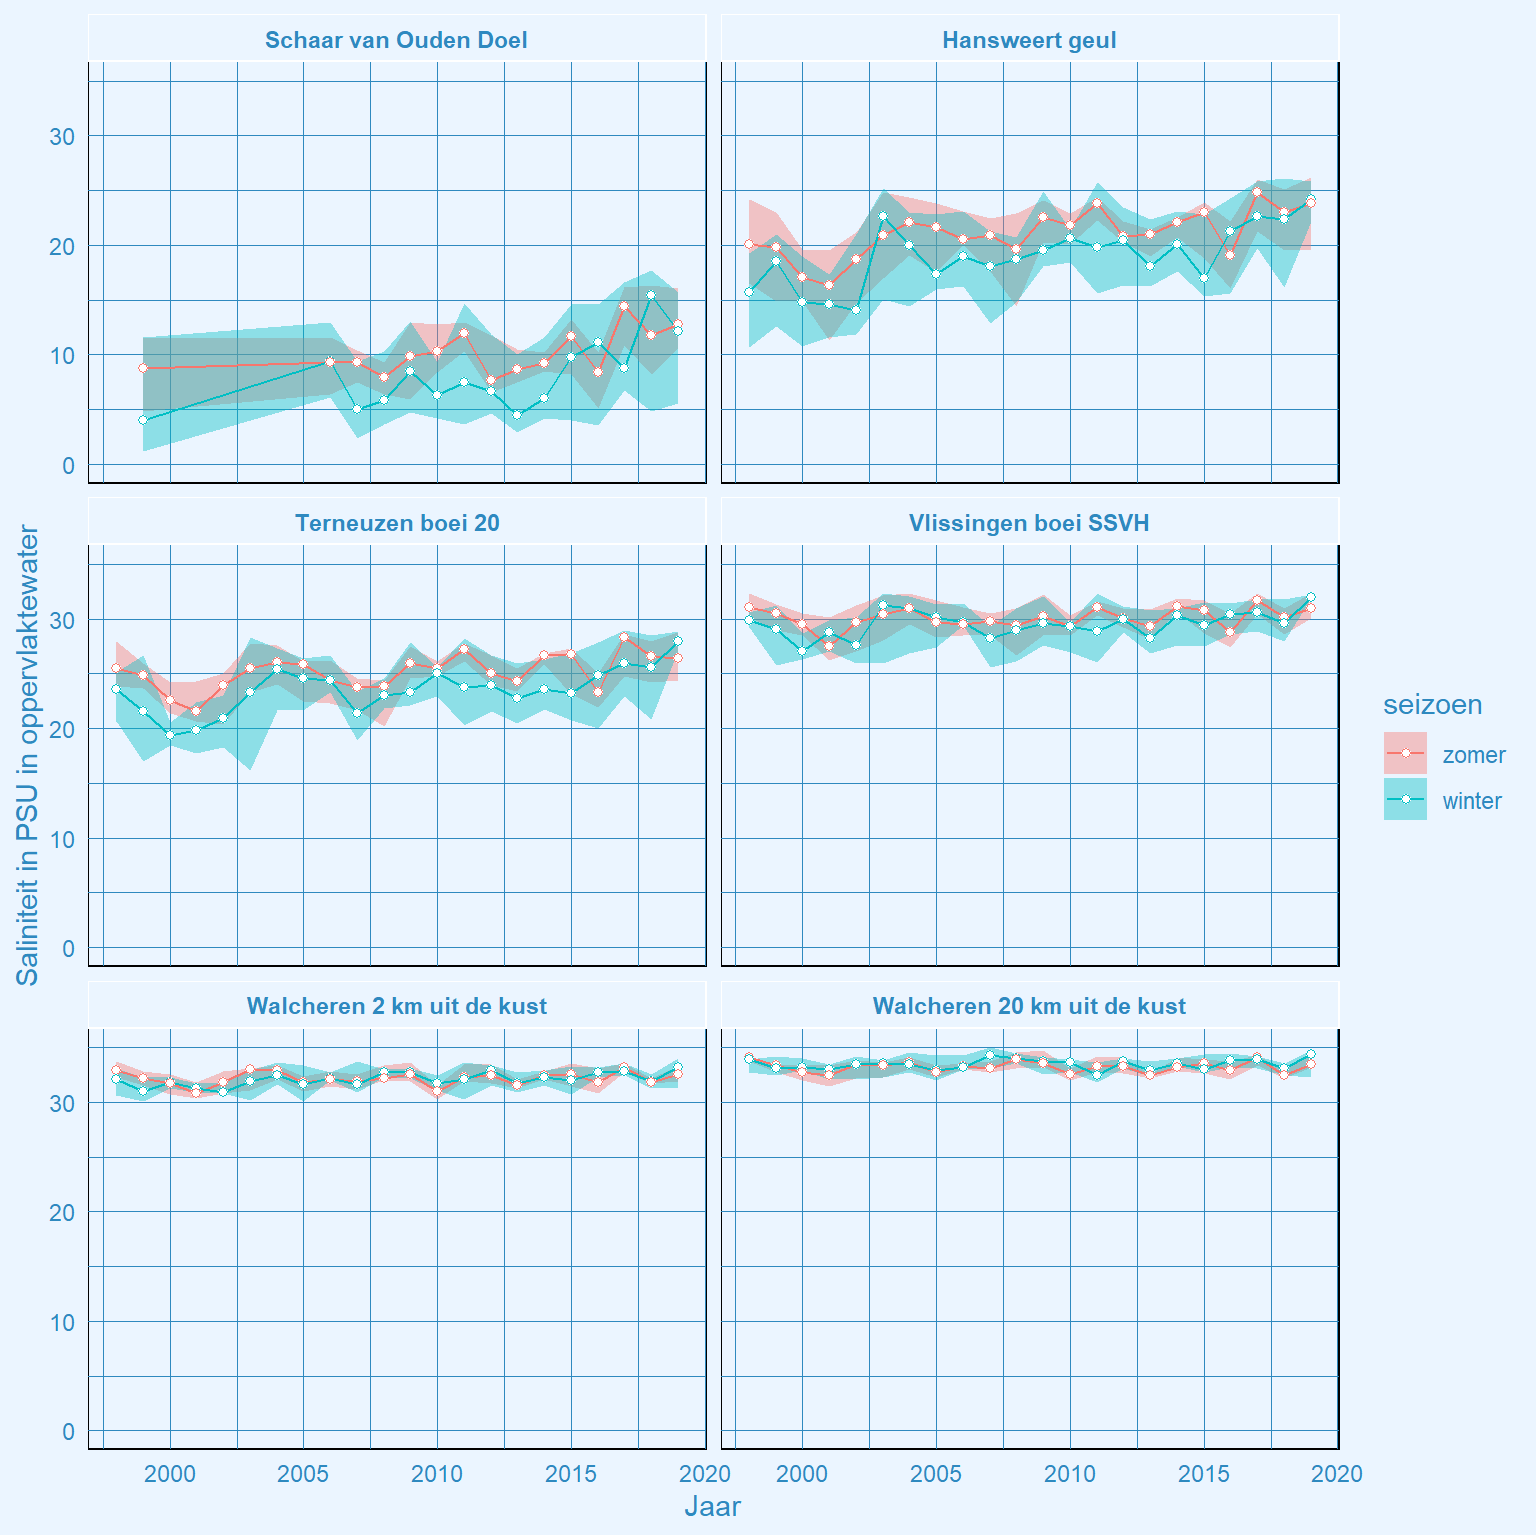 Schaar van Ouden Doel
Hansweert geul
30
20
10
0
Terneuzen boei 20
Vlissingen boei SSVH
30
20
10
0
Walcheren 2 km uit de kust
Walcheren 20 km uit de kust
30
20
10
0
2000 2005 2010 2015 2020
2000 2005 2010 2015 2020
Jaar
Saliniteit in PSU in oppervlaktewater
seizoen
zomer
winter